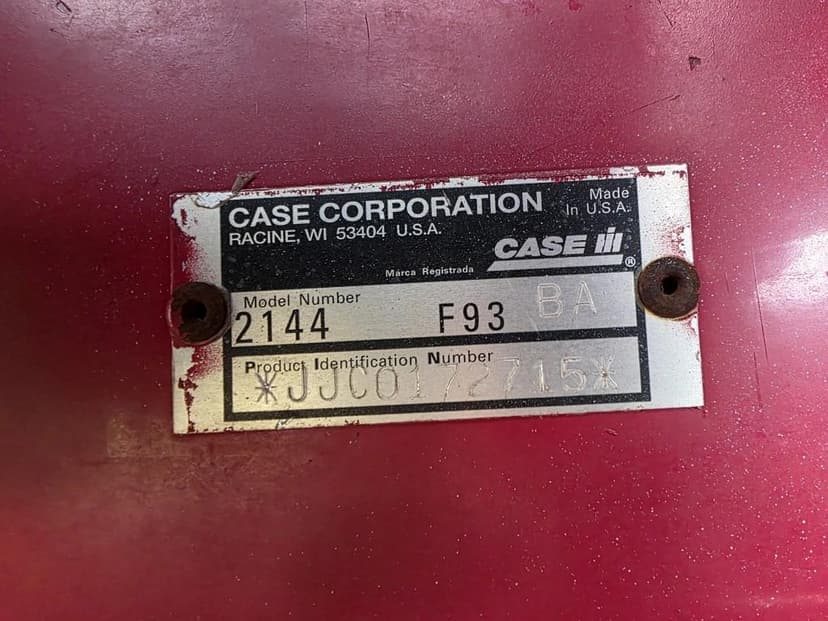 CASE CORPORATION
Made
In U.S.A.
RACINE, WI 53404 U.S.A.
CASE IH ®
Marca Registrada
Model Number
2144 F93 BA
Product Identification Number
*JJC0172715*